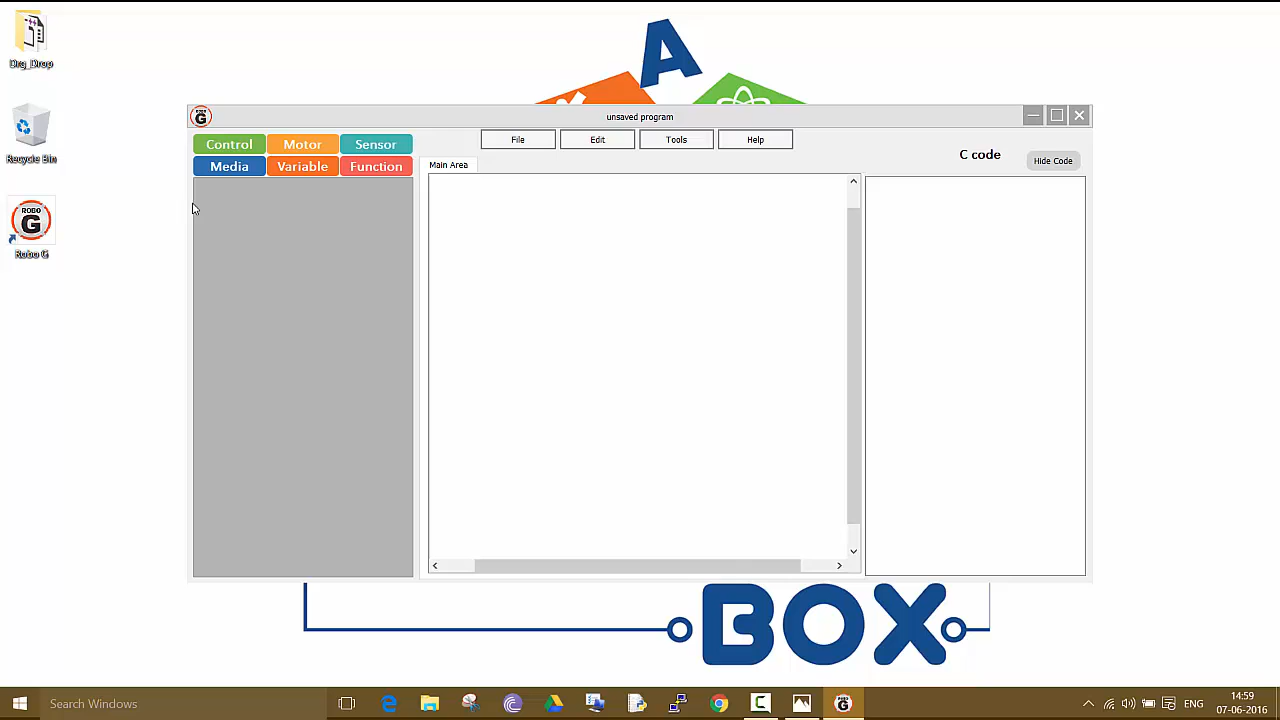 Drg_Drop
Recycle Bin
ROBO
G
Robo G
A
ROBO
G
unsaved program
Control Motor Sensor
Media Variable Function
File Edit Tools Help
Main Area
C code
Hide Code
BOX
Search Windows
ENG
14:59
07-06-2016